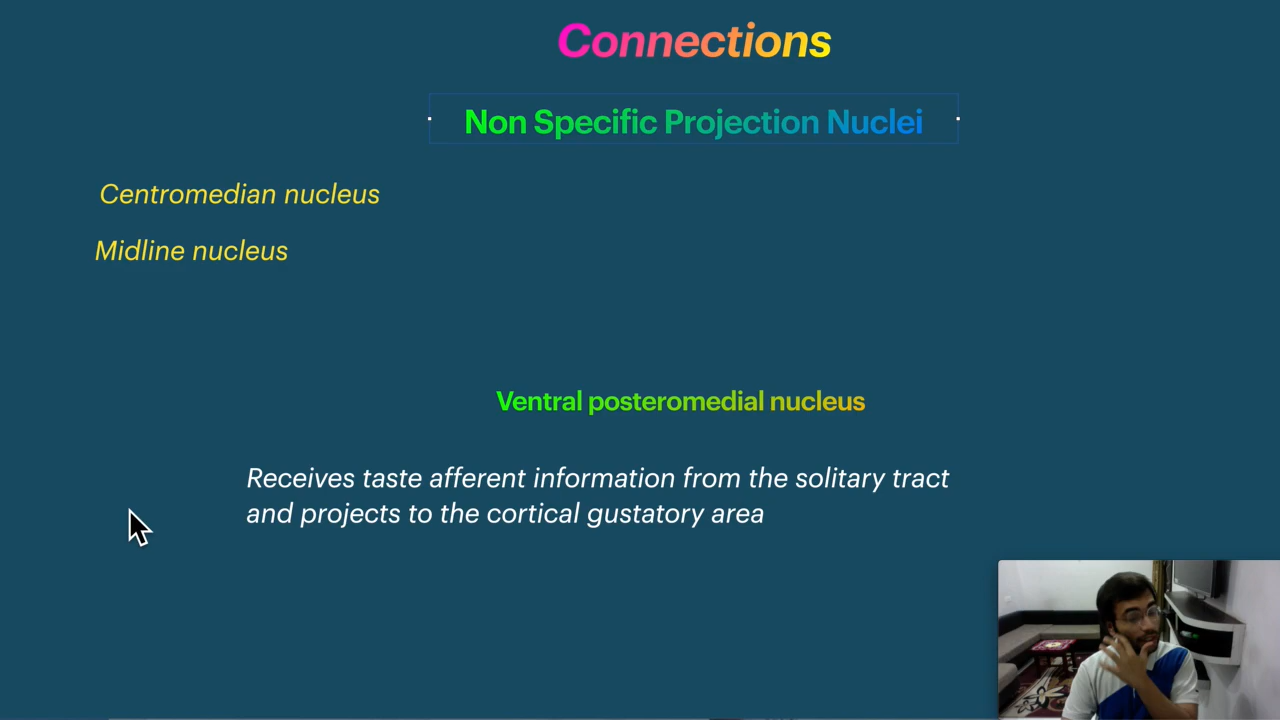 Connections
Non Specific Projection Nuclei
Centromedian nucleus
Midline nucleus
Ventral posteromedial nucleus
Receives taste afferent information from the solitary tract
and projects to the cortical gustatory area